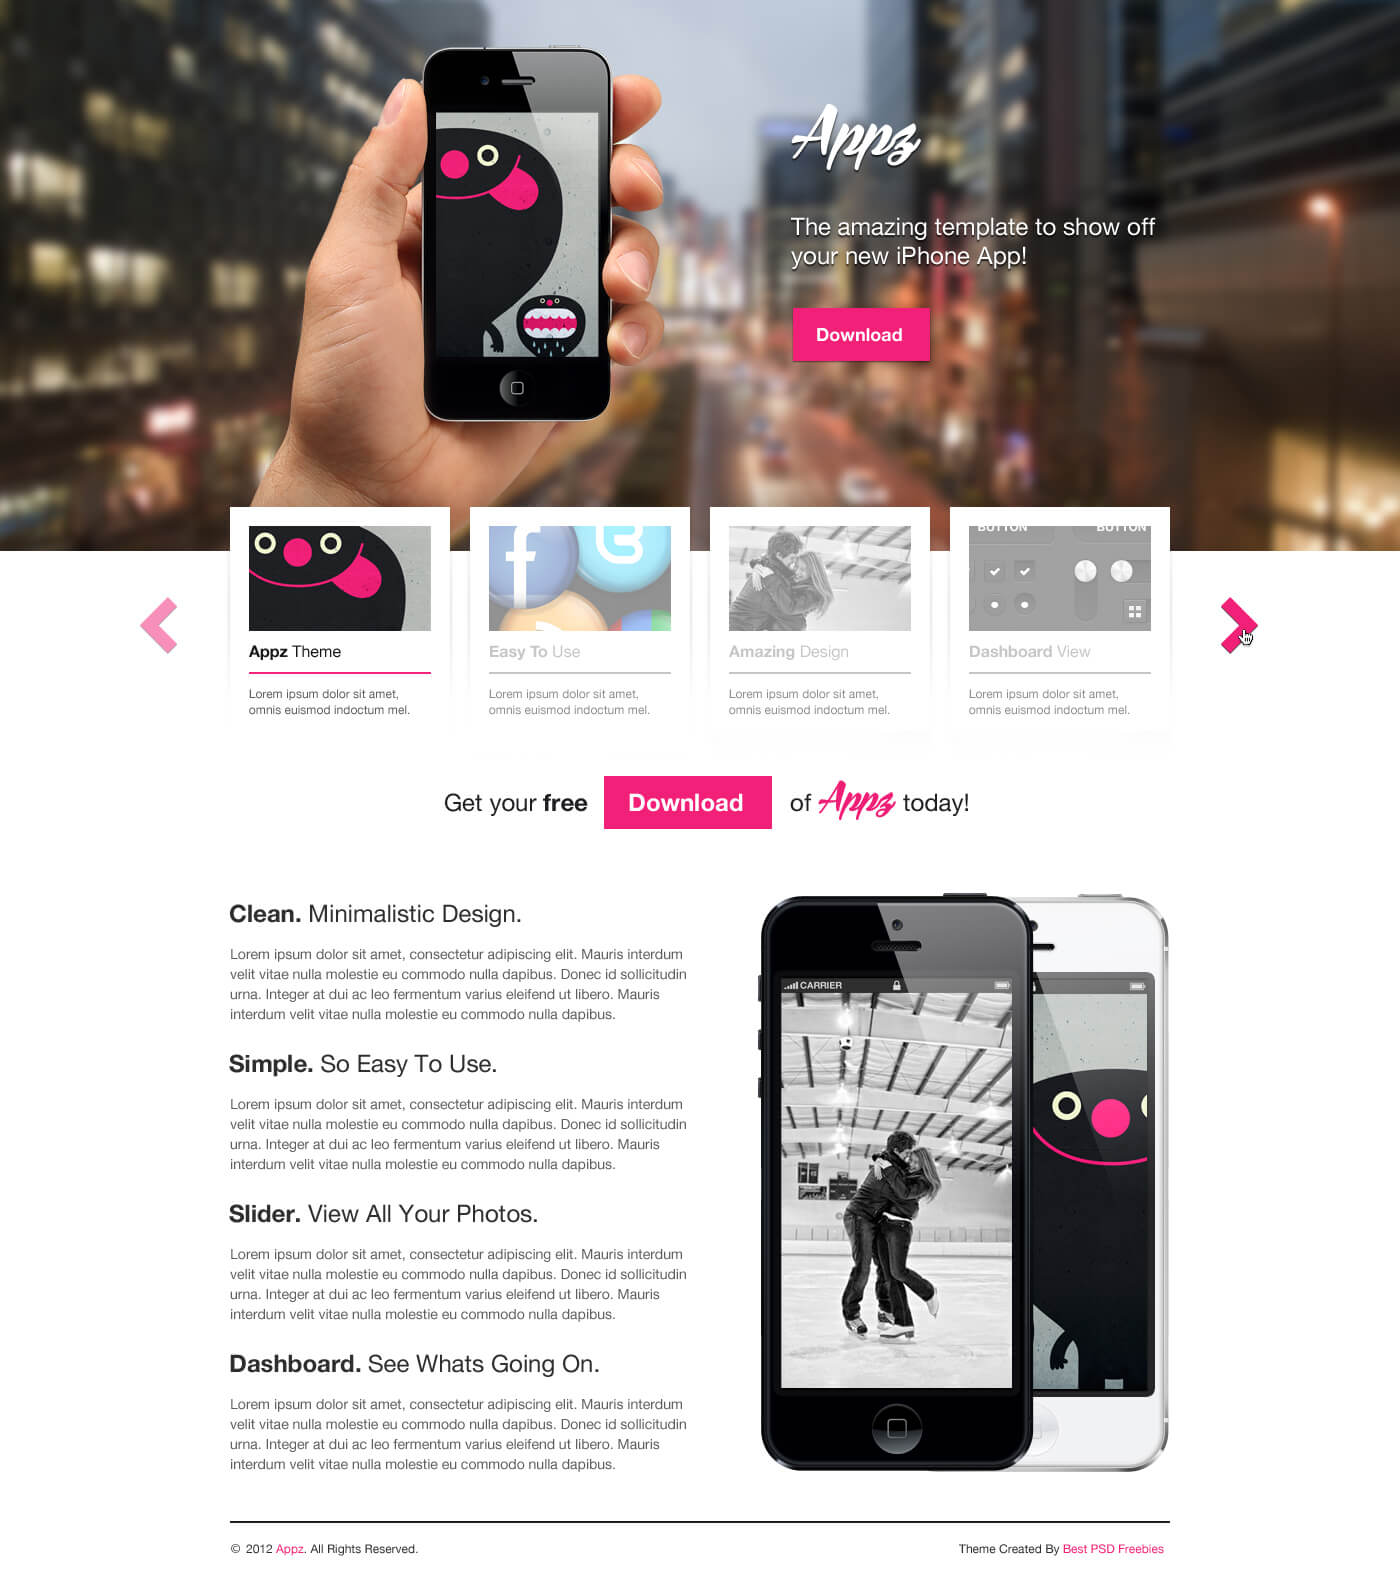 Appz
The amazing template to show off
your new iPhone App!
Download
BUTTON BUTTON
Appz Theme
Lorem ipsum dolor sit amet,
omnis euismod indoctum mel.
Easy To Use
Lorem ipsum dolor sit amet,
omnis euismod indoctum mel.
Amazing Design
Lorem ipsum dolor sit amet,
omnis euismod indoctum mel.
Dashboard View
Lorem ipsum dolor sit amet,
omnis euismod indoctum mel.
Get your free Download of Appz today!
Clean. Minimalistic Design.
Lorem ipsum dolor sit amet, consectetur adipiscing elit. Mauris interdum
velit vitae nulla molestie eu commodo nulla dapibus. Donec id sollicitudin
urna. Integer at dui ac leo fermentum varius eleifend ut libero. Mauris
interdum velit vitae nulla molestie eu commodo nulla dapibus.
Simple. So Easy To Use.
Lorem ipsum dolor sit amet, consectetur adipiscing elit. Mauris interdum
velit vitae nulla molestie eu commodo nulla dapibus. Donec id sollicitudin
urna. Integer at dui ac leo fermentum varius eleifend ut libero. Mauris
interdum velit vitae nulla molestie eu commodo nulla dapibus.
Slider. View All Your Photos.
Lorem ipsum dolor sit amet, consectetur adipiscing elit. Mauris interdum
velit vitae nulla molestie eu commodo nulla dapibus. Donec id sollicitudin
urna. Integer at dui ac leo fermentum varius eleifend ut libero. Mauris
interdum velit vitae nulla molestie eu commodo nulla dapibus.
Dashboard. See Whats Going On.
Lorem ipsum dolor sit amet, consectetur adipiscing elit. Mauris interdum
velit vitae nulla molestie eu commodo nulla dapibus. Donec id sollicitudin
urna. Integer at dui ac leo fermentum varius eleifend ut libero. Mauris
interdum velit vitae nulla molestie eu commodo nulla dapibus.
CARRIER
© 2012 Appz. All Rights Reserved.
Theme Created By Best PSD Freebies